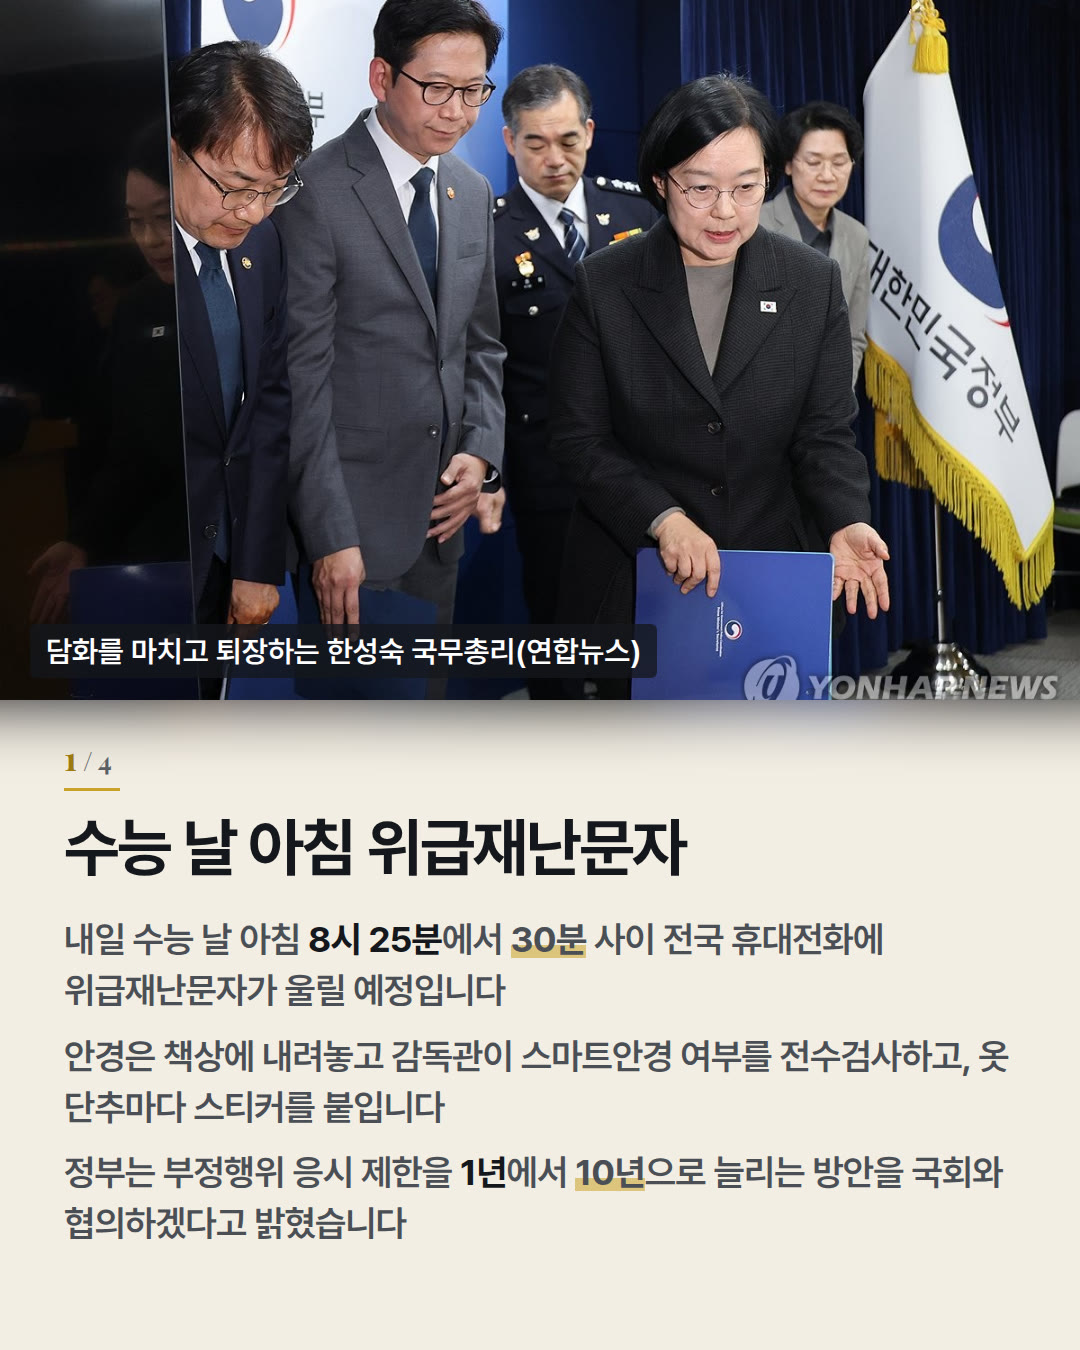 부
대한민국정부
담화를 마치고 퇴장하는 한성숙 국무총리(연합뉴스)
YONHAPNEWS
1 / 4
수능 날 아침 위급재난문자
내일 수능 날 아침 8시 25분에서 30분 사이 전국 휴대전화에
위급재난문자가 울릴 예정입니다
안경은 책상에 내려놓고 감독관이 스마트안경 여부를 전수검사하고, 옷
단추마다 스티커를 붙입니다
정부는 부정행위 응시 제한을 1년에서 10년으로 늘리는 방안을 국회와
협의하겠다고 밝혔습니다